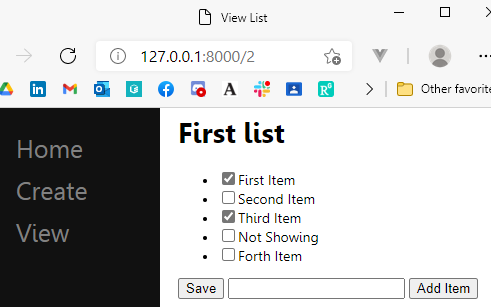 View List
127.0.0.1:8000/2
Other favorite
Home
Create
View
First list
First Item
Second Item
Third Item
Not Showing
Forth Item
Save Add Item